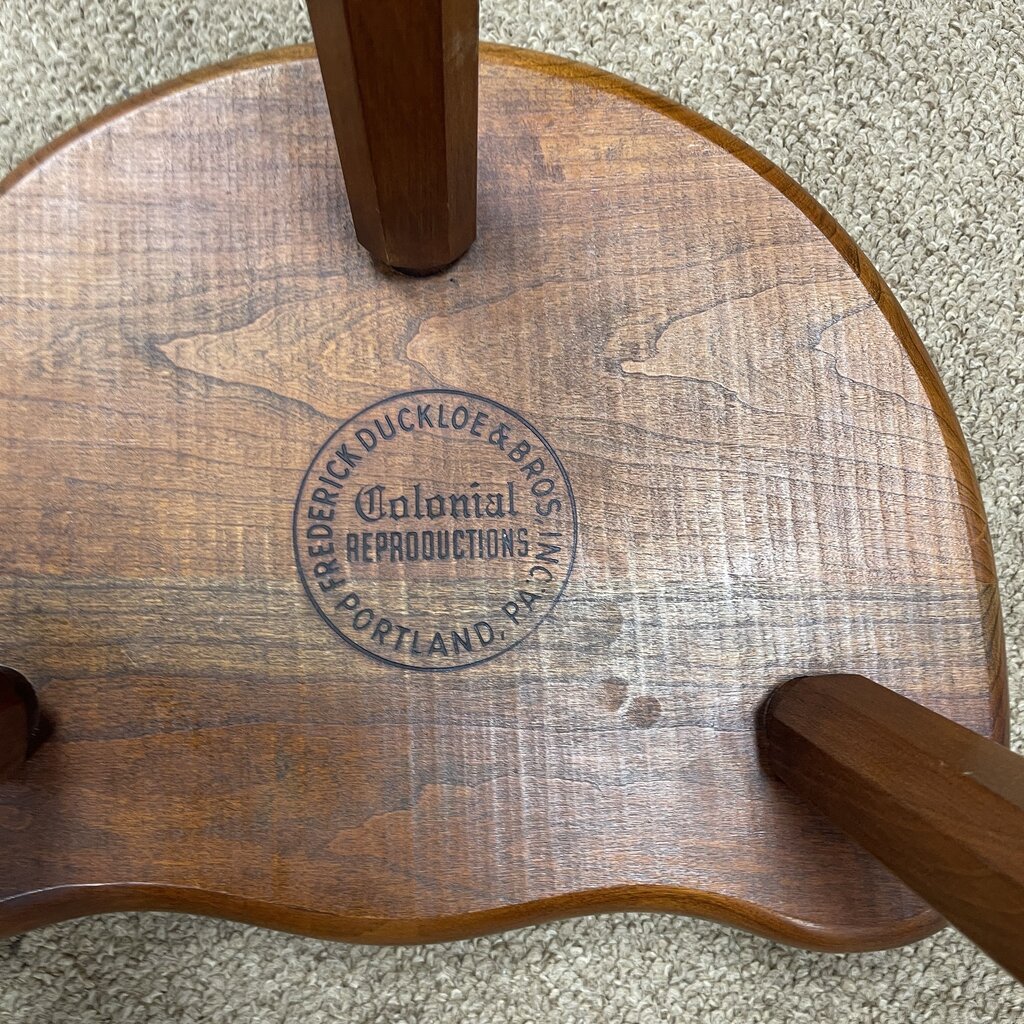 FREDERICK DUCKLOE & BROS. INC.
Colonial
REPRODUCTIONS
PORTLAND, PA.